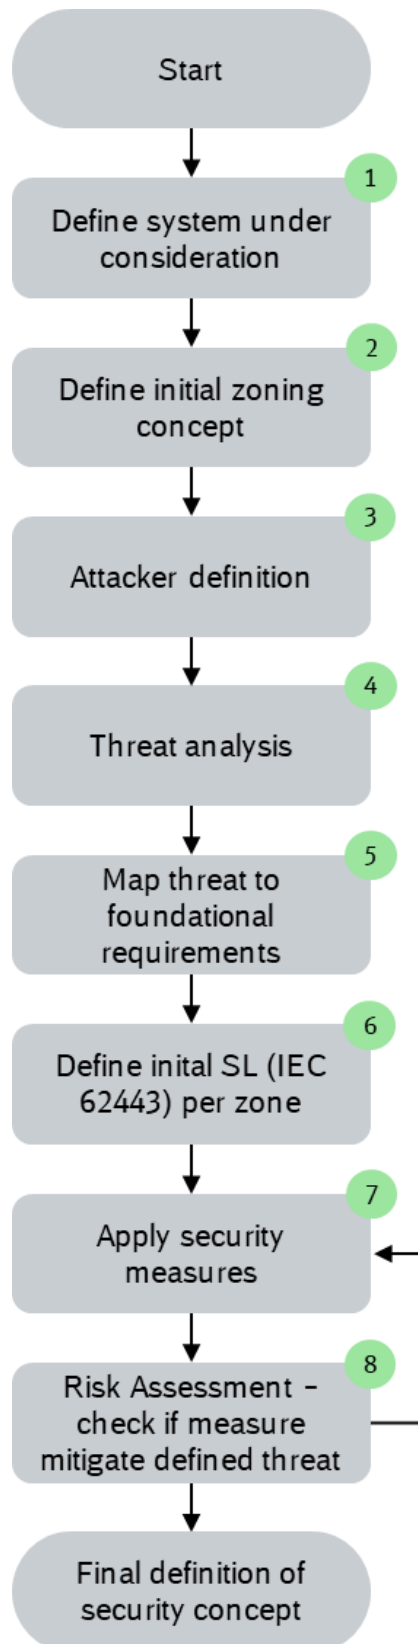 Start
1
Define system under
consideration
2
Define initial zoning
concept
3
Attacker definition
4
Threat analysis
5
Map threat to
foundational
requirements
6
Define inital SL (IEC
62443) per zone
7
Apply security
measures
8
Risk Assessment –
check if measure
mitigate defined threat
Final definition of
security concept